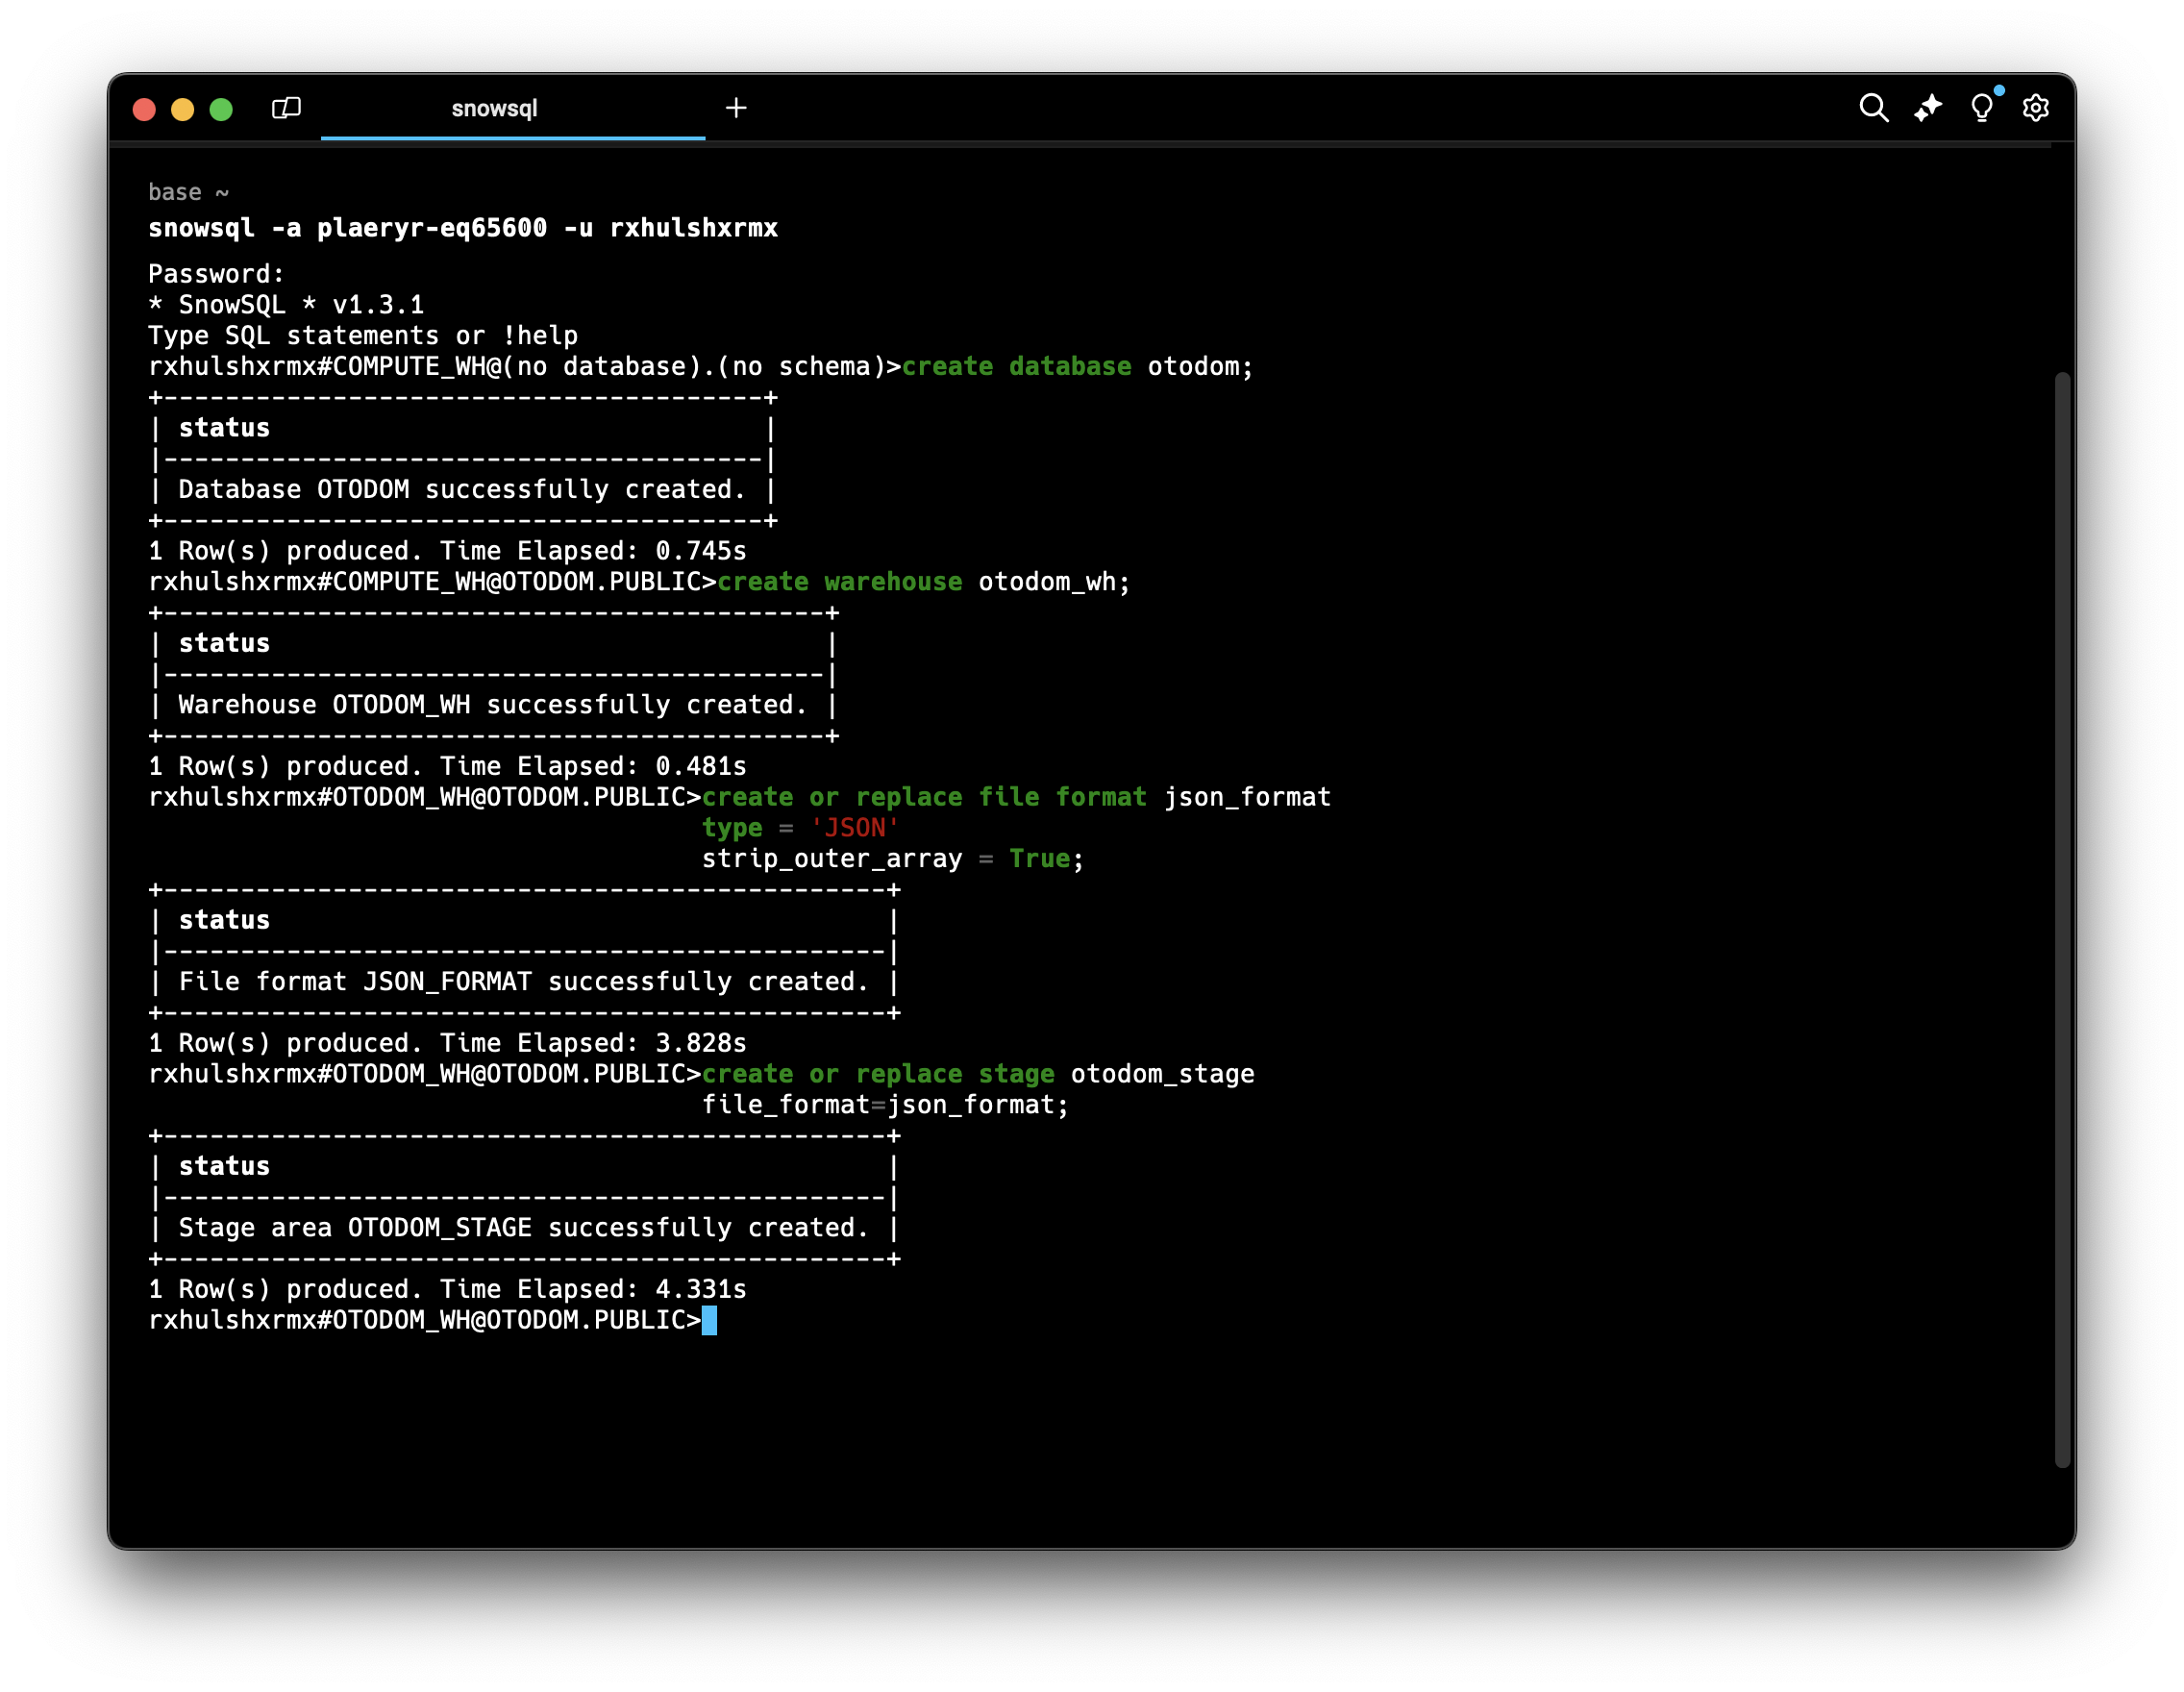 snowsql
base ~
snowsql -a plaeryr-eq65600 -u rxhulshxrmx
Password:
* SnowSQL * v1.3.1
Type SQL statements or !help
rxhulshxrmx#COMPUTE_WH@(no database).(no schema)>create database otodom;
+---------------------------------------+
| status                                |
|---------------------------------------|
| Database OTODOM successfully created. |
+---------------------------------------+
1 Row(s) produced. Time Elapsed: 0.745s
rxhulshxrmx#COMPUTE_WH@OTODOM.PUBLIC>create warehouse otodom_wh;
+-------------------------------------------+
| status                                    |
|-------------------------------------------|
| Warehouse OTODOM_WH successfully created. |
+-------------------------------------------+
1 Row(s) produced. Time Elapsed: 0.481s
rxhulshxrmx#OTODOM_WH@OTODOM.PUBLIC>create or replace file format json_format
                                    type = 'JSON'
                                    strip_outer_array = True;
+-----------------------------------------------+
| status                                        |
|-----------------------------------------------|
| File format JSON_FORMAT successfully created. |
+-----------------------------------------------+
1 Row(s) produced. Time Elapsed: 3.828s
rxhulshxrmx#OTODOM_WH@OTODOM.PUBLIC>create or replace stage otodom_stage
                                    file_format=json_format;
+-----------------------------------------------+
| status                                        |
|-----------------------------------------------|
| Stage area OTODOM_STAGE successfully created. |
+-----------------------------------------------+
1 Row(s) produced. Time Elapsed: 4.331s
rxhulshxrmx#OTODOM_WH@OTODOM.PUBLIC>